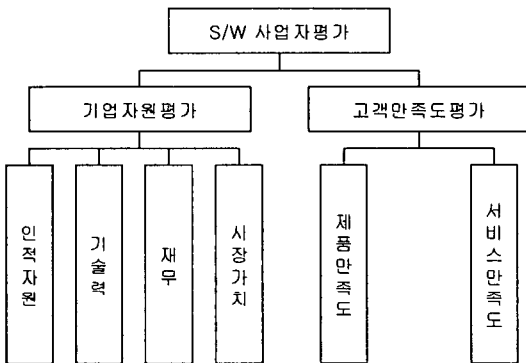 S/W 사업자평가
기업자원평가
고객만족도평가
인적자원
기술력
재무
시장가치
제품만족도
서비스만족도